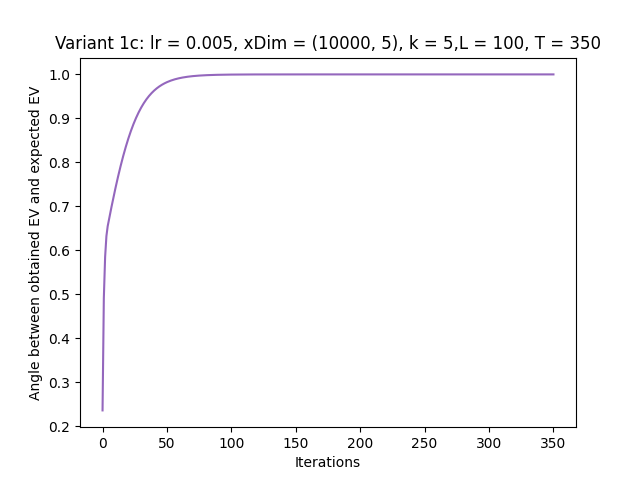 Variant 1c: lr = 0.005, xDim = (10000, 5), k = 5,L = 100, T = 350
Angle between obtained EV and expected EV
1.0
0.9
0.8
0.7
0.6
0.5
0.4
0.3
0.2
0 50 100 150 200 250 300 350
Iterations